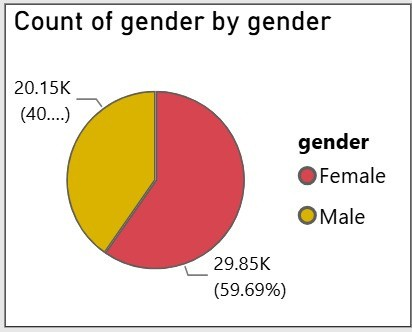 Count of gender by gender
20.15K
(40....)
gender
Female
Male
29.85K
(59.69%)